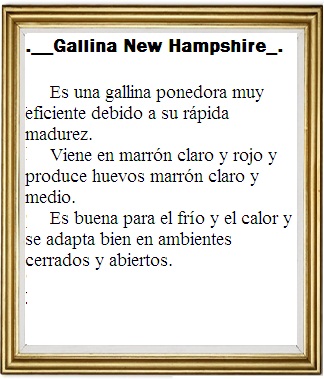 .__Gallina New Hampshire_.
Es una gallina ponedora muy
eficiente debido a su rápida
madurez.
Viene en marrón claro y rojo y
produce huevos marrón claro y
medio.
Es buena para el frío y el calor y
se adapta bien en ambientes
cerrados y abiertos.